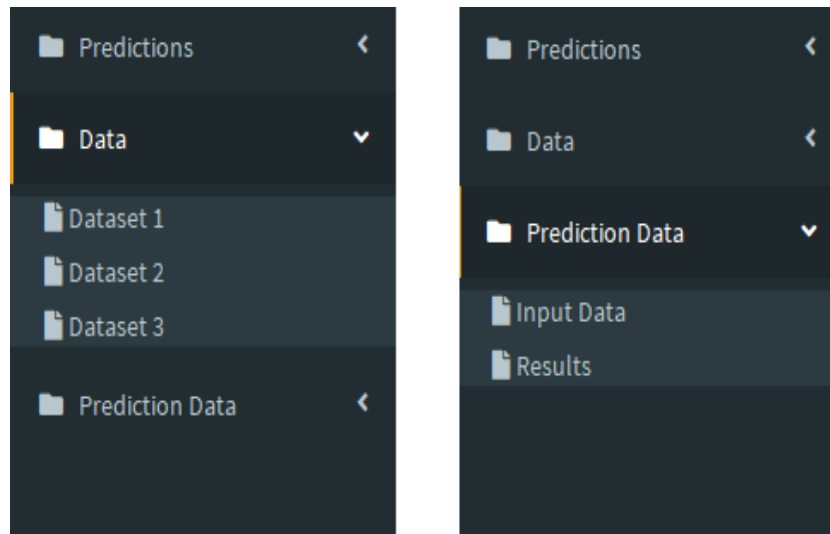 Predictions
Data
Dataset 1
Dataset 2
Dataset 3
Prediction Data
Predictions
Data
Prediction Data
Input Data
Results